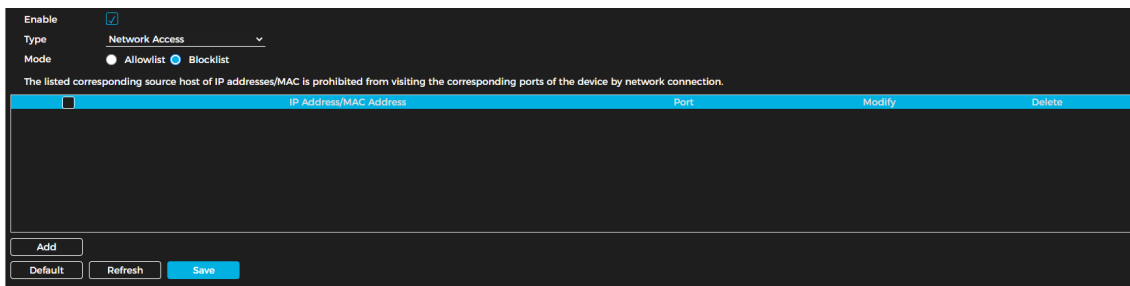 Enable
Type Network Access
Mode Allowlist Blocklist
The listed corresponding source host of IP addresses/MAC is prohibited from visiting the corresponding ports of the device by network connection.
IP Address/MAC Address Port Modify Delete
Add
Default Refresh Save